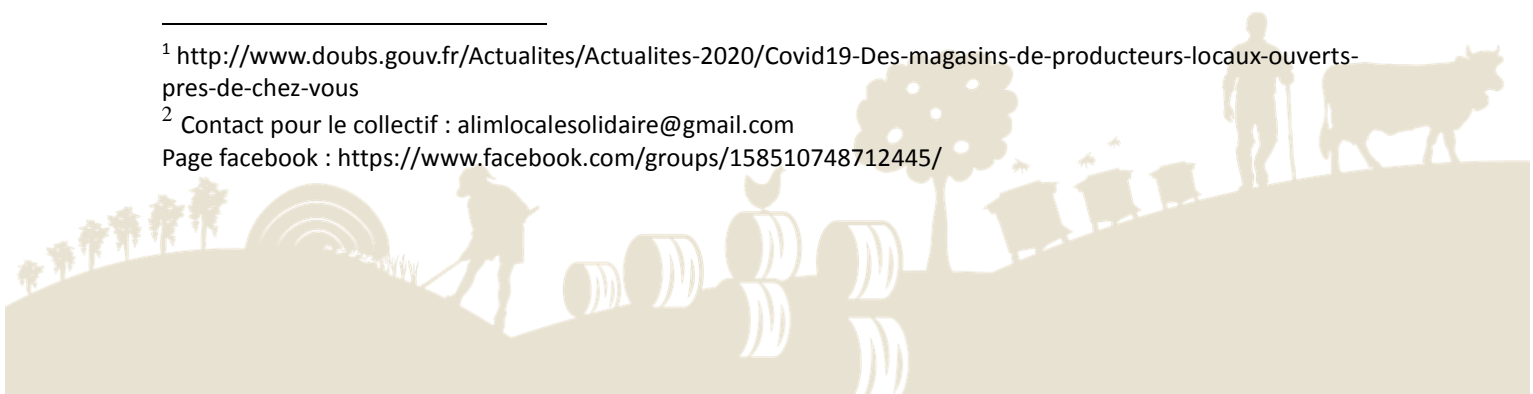 1 http://www.doubs.gouv.fr/Actualites/Actualites-2020/Covid19-Des-magasins-de-producteurs-locaux-ouverts-
pres-de-chez-vous
2 Contact pour le collectif : alimlocalesolidaire@gmail.com
Page facebook : https://www.facebook.com/groups/158510748712445/